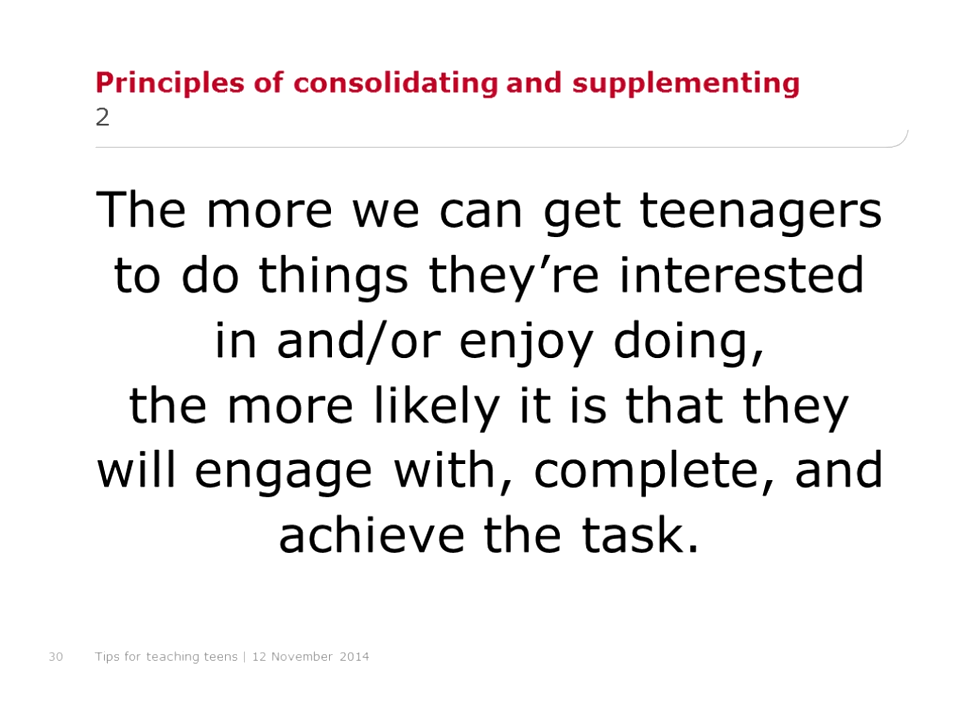 Principles of consolidating and supplementing
2
The more we can get teenagers
to do things they’re interested
in and/or enjoy doing,
the more likely it is that they
will engage with, complete, and
achieve the task.
30 Tips for teaching teens | 12 November 2014